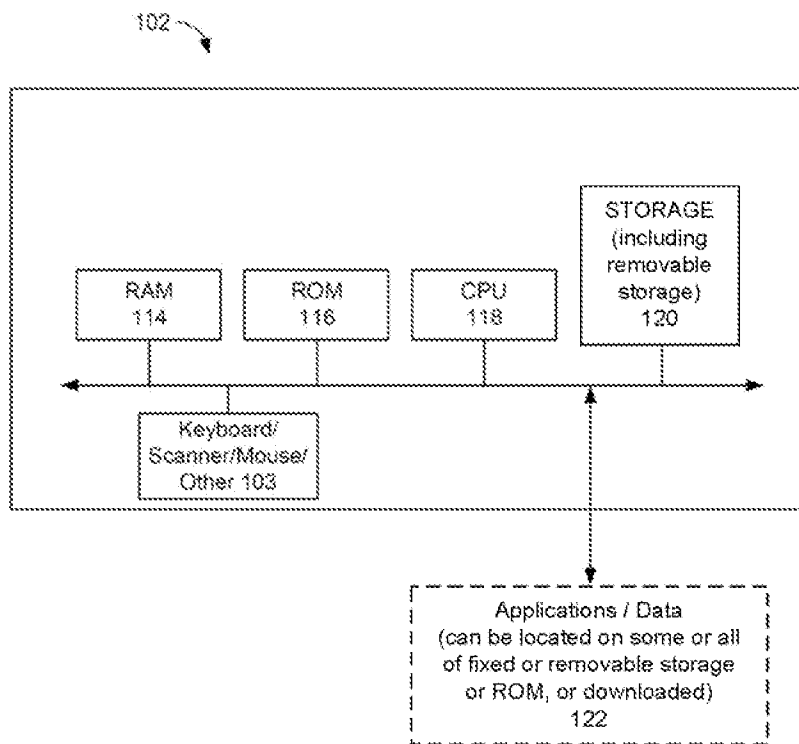 102
RAM
114
ROM
116
CPU
118
STORAGE
(including
removable
storage)
120
Keyboard/
Scanner/Mouse/
Other 103
Applications / Data
(can be located on some or all
of fixed or removable storage
or ROM, or downloaded)
122